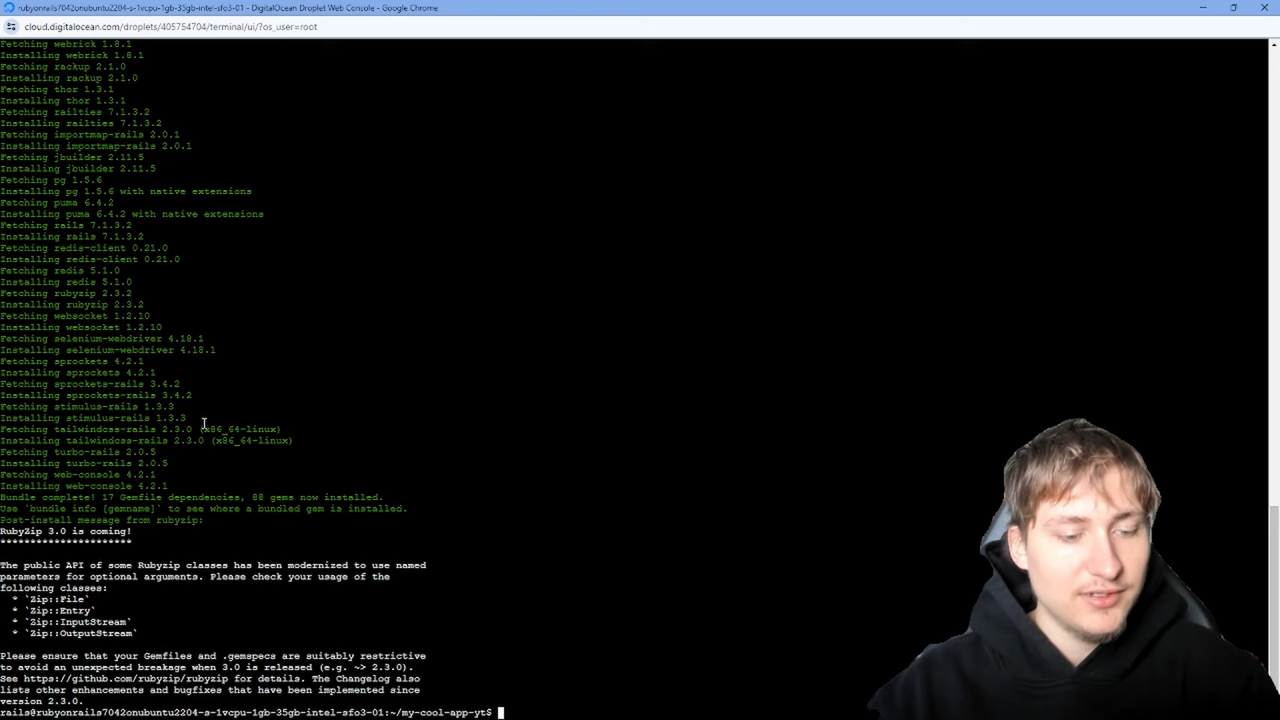 rubyonrails7042onubuntu2204-s-1vcpu-1gb-35gb-intel-sfo3-01 - DigitalOcean Droplet Web Console - Google Chrome
cloud.digitalocean.com/droplets/405754704/terminal/ui/?os_user=root
Fetching webrick 1.8.1
Installing webrick 1.8.1
Fetching rackup 2.1.0
Installing rackup 2.1.0
Fetching thor 1.3.1
Installing thor 1.3.1
Fetching railties 7.1.3.2
Installing railties 7.1.3.2
Fetching importmap-rails 2.0.1
Installing importmap-rails 2.0.1
Fetching jbuilder 2.11.5
Installing jbuilder 2.11.5
Fetching pg 1.5.6
Installing pg 1.5.6 with native extensions
Fetching puma 6.4.2
Installing puma 6.4.2 with native extensions
Fetching rails 7.1.3.2
Installing rails 7.1.3.2
Fetching redis-client 0.21.0
Installing redis-client 0.21.0
Fetching redis 5.1.0
Installing redis 5.1.0
Fetching rubyzip 2.3.2
Installing rubyzip 2.3.2
Fetching websocket 1.2.10
Installing websocket 1.2.10
Fetching selenium-webdriver 4.18.1
Installing selenium-webdriver 4.18.1
Fetching sprockets 4.2.1
Installing sprockets 4.2.1
Fetching sprockets-rails 3.4.2
Installing sprockets-rails 3.4.2
Fetching stimulus-rails 1.3.3
Installing stimulus-rails 1.3.3
Fetching tailwindcss-rails 2.3.0 (x86_64-linux)
Installing tailwindcss-rails 2.3.0 (x86_64-linux)
Fetching turbo-rails 2.0.5
Installing turbo-rails 2.0.5
Fetching web-console 4.2.1
Installing web-console 4.2.1
Bundle complete! 17 Gemfile dependencies, 88 gems now installed.
Use `bundle info [gemname]` to see where a bundled gem is installed.
Post-install message from rubyzip:
RubyZip 3.0 is coming!
**********************
The public API of some Rubyzip classes has been modernized to use named
parameters for optional arguments. Please check your usage of the
following classes:
* `Zip::File`
* `Zip::Entry`
* `Zip::InputStream`
* `Zip::OutputStream`
Please ensure that your Gemfiles and .gemspecs are suitably restrictive
to avoid an unexpected breakage when 3.0 is released (e.g. ~> 2.3.0).
See https://github.com/rubyzip/rubyzip for details. The Changelog also
lists other enhancements and bugfixes that have been implemented since
version 2.3.0.
rails@rubyonrails7042onubuntu2204-s-1vcpu-1gb-35gb-intel-sfo3-01:~/my-cool-app-yt$